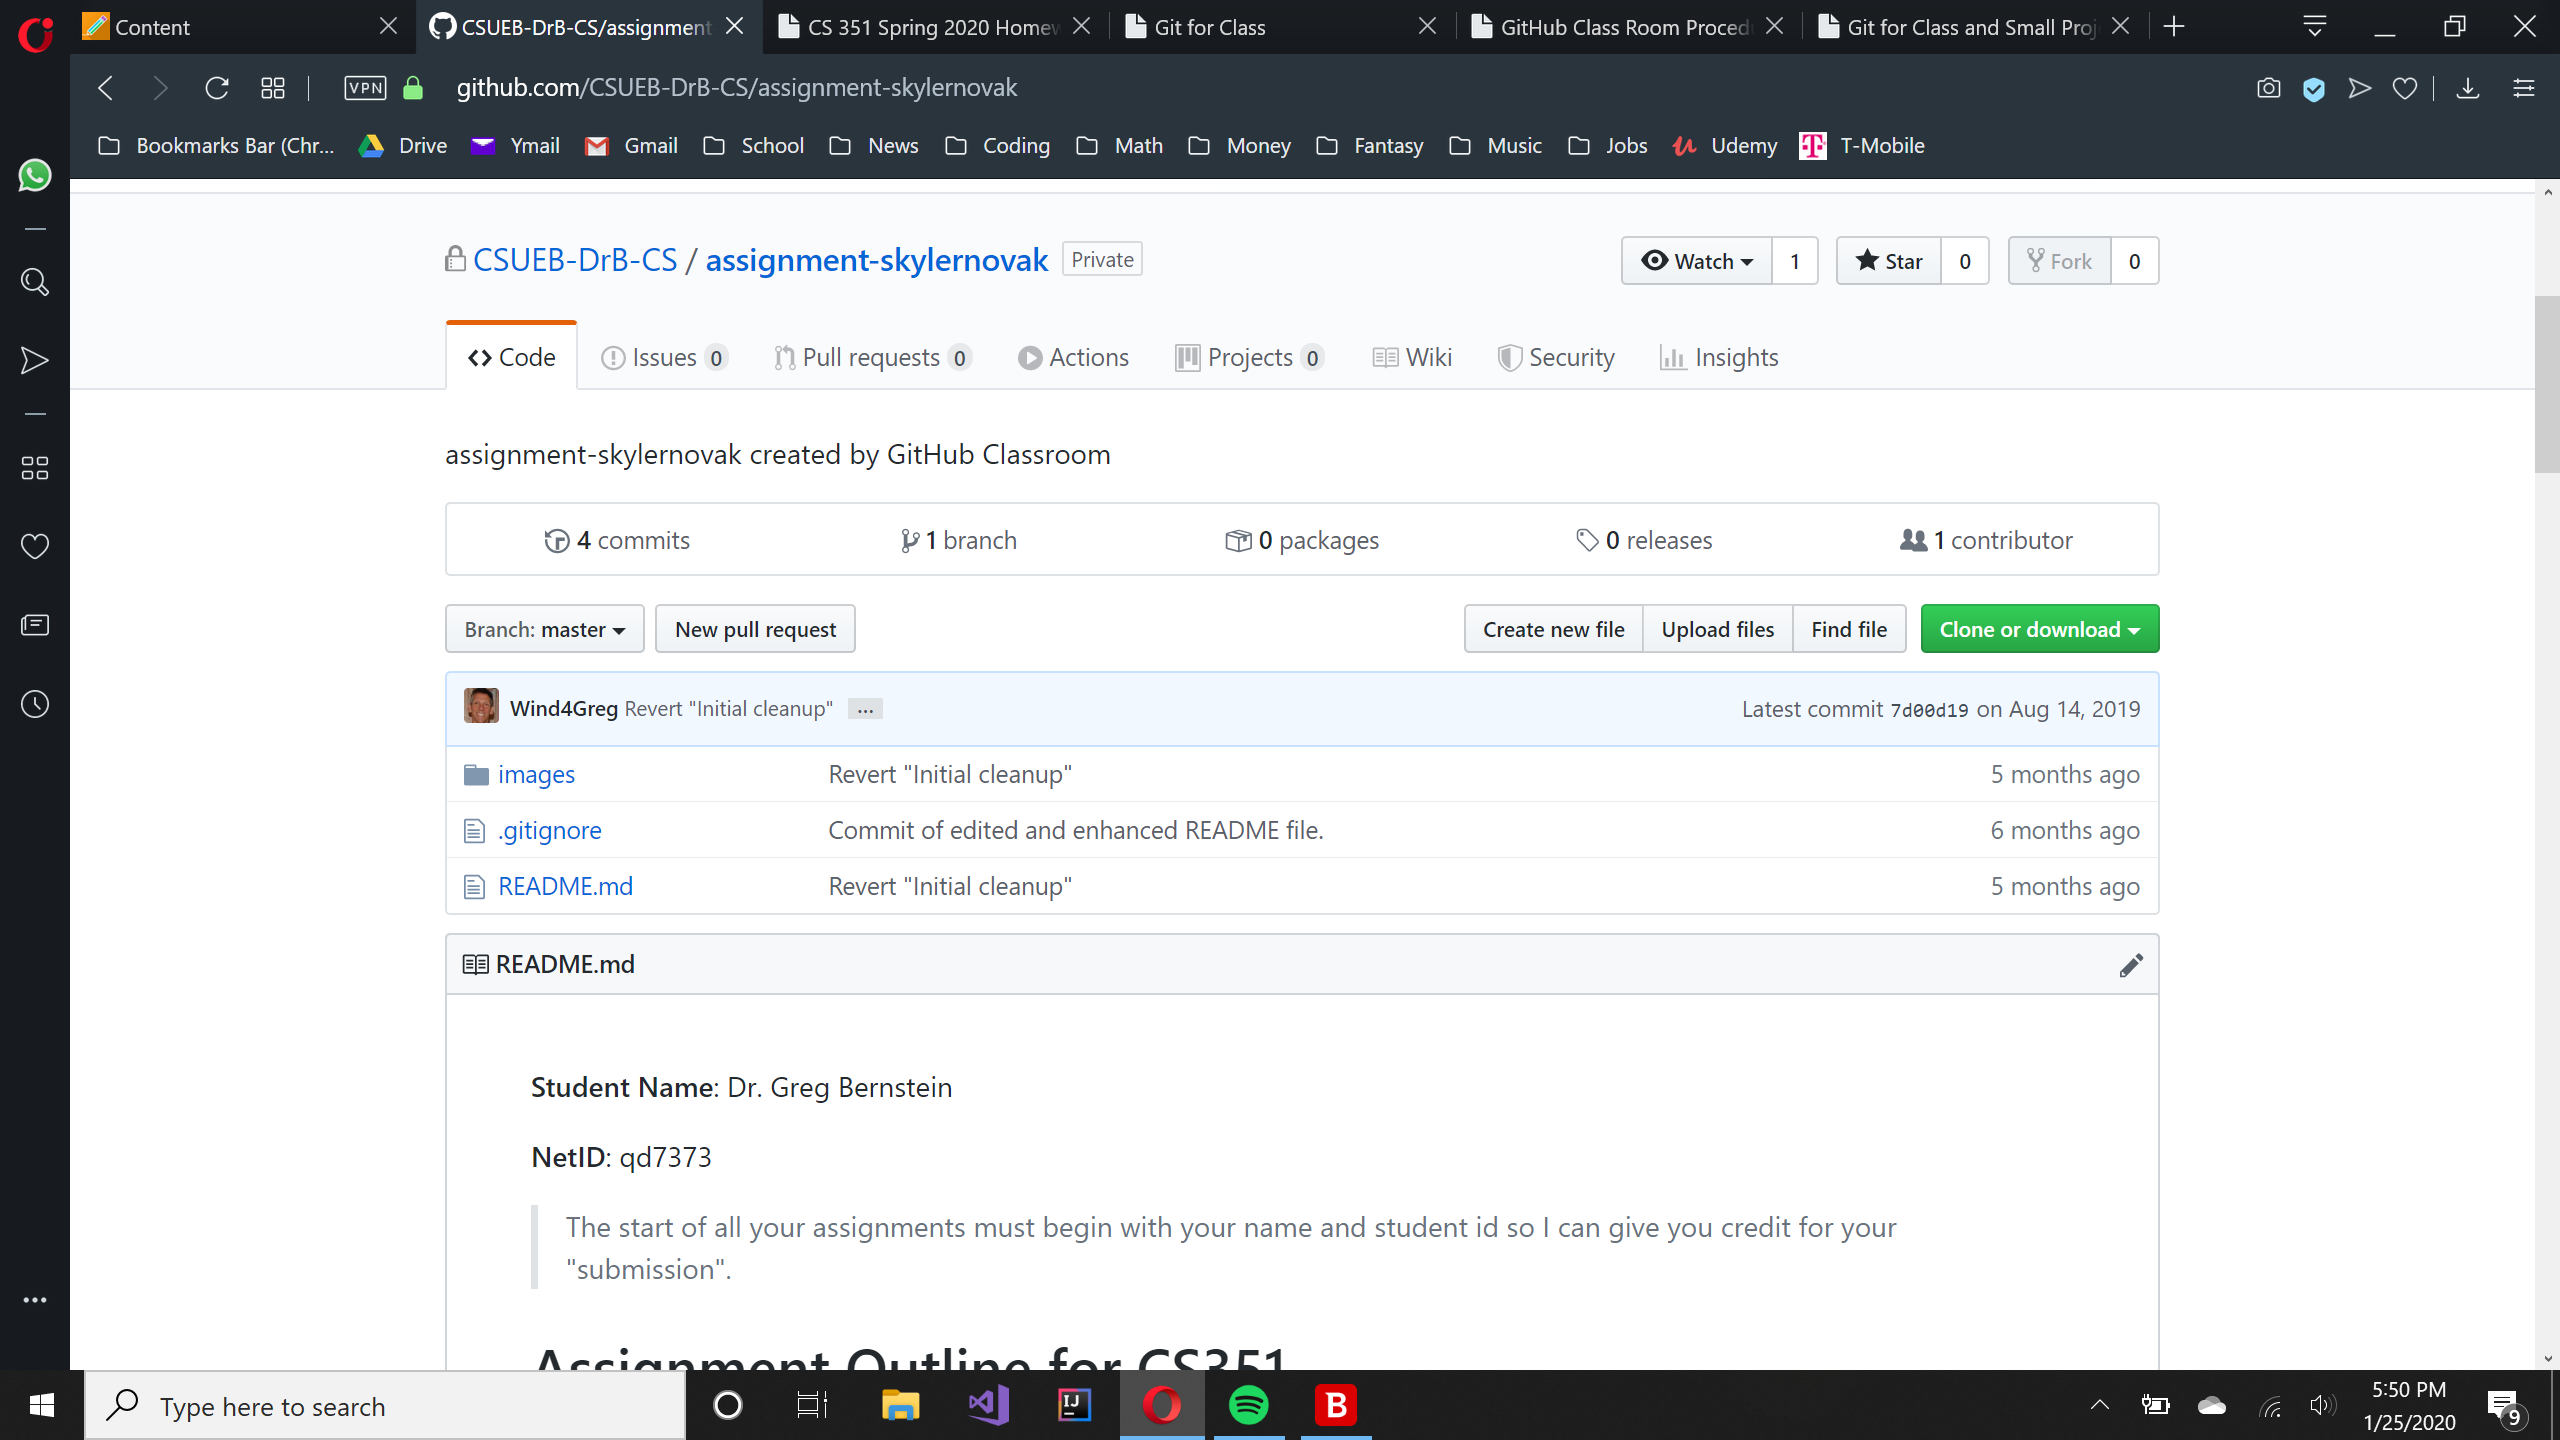 Content
CSUEB-DrB-CS/assignment
CS 351 Spring 2020 Homew
Git for Class
GitHub Class Room Proced
Git for Class and Small Proj
VPN
github.com/CSUEB-DrB-CS/assignment-skylernovak
Bookmarks Bar (Chr...
Drive
Ymail
Gmail
School
News
Coding
Math
Money
Fantasy
Music
Jobs
Udemy
T-Mobile
CSUEB-DrB-CS / assignment-skylernovak Private
Watch 1
Star 0
Fork 0
Code
Issues 0
Pull requests 0
Actions
Projects 0
Wiki
Security
Insights
assignment-skylernovak created by GitHub Classroom
4 commits
1 branch
0 packages
0 releases
1 contributor
Branch: master
New pull request
Create new file
Upload files
Find file
Clone or download
Wind4Greg Revert "Initial cleanup" ...
Latest commit 7d00d19 on Aug 14, 2019
images Revert "Initial cleanup" 5 months ago
.gitignore Commit of edited and enhanced README file. 6 months ago
README.md Revert "Initial cleanup" 5 months ago
README.md
Student Name: Dr. Greg Bernstein
NetID: qd7373
The start of all your assignments must begin with your name and student id so I can give you credit for your
"submission".
Assignment Outline for CS351
Type here to search
IJ
B
5:50 PM
1/25/2020
9